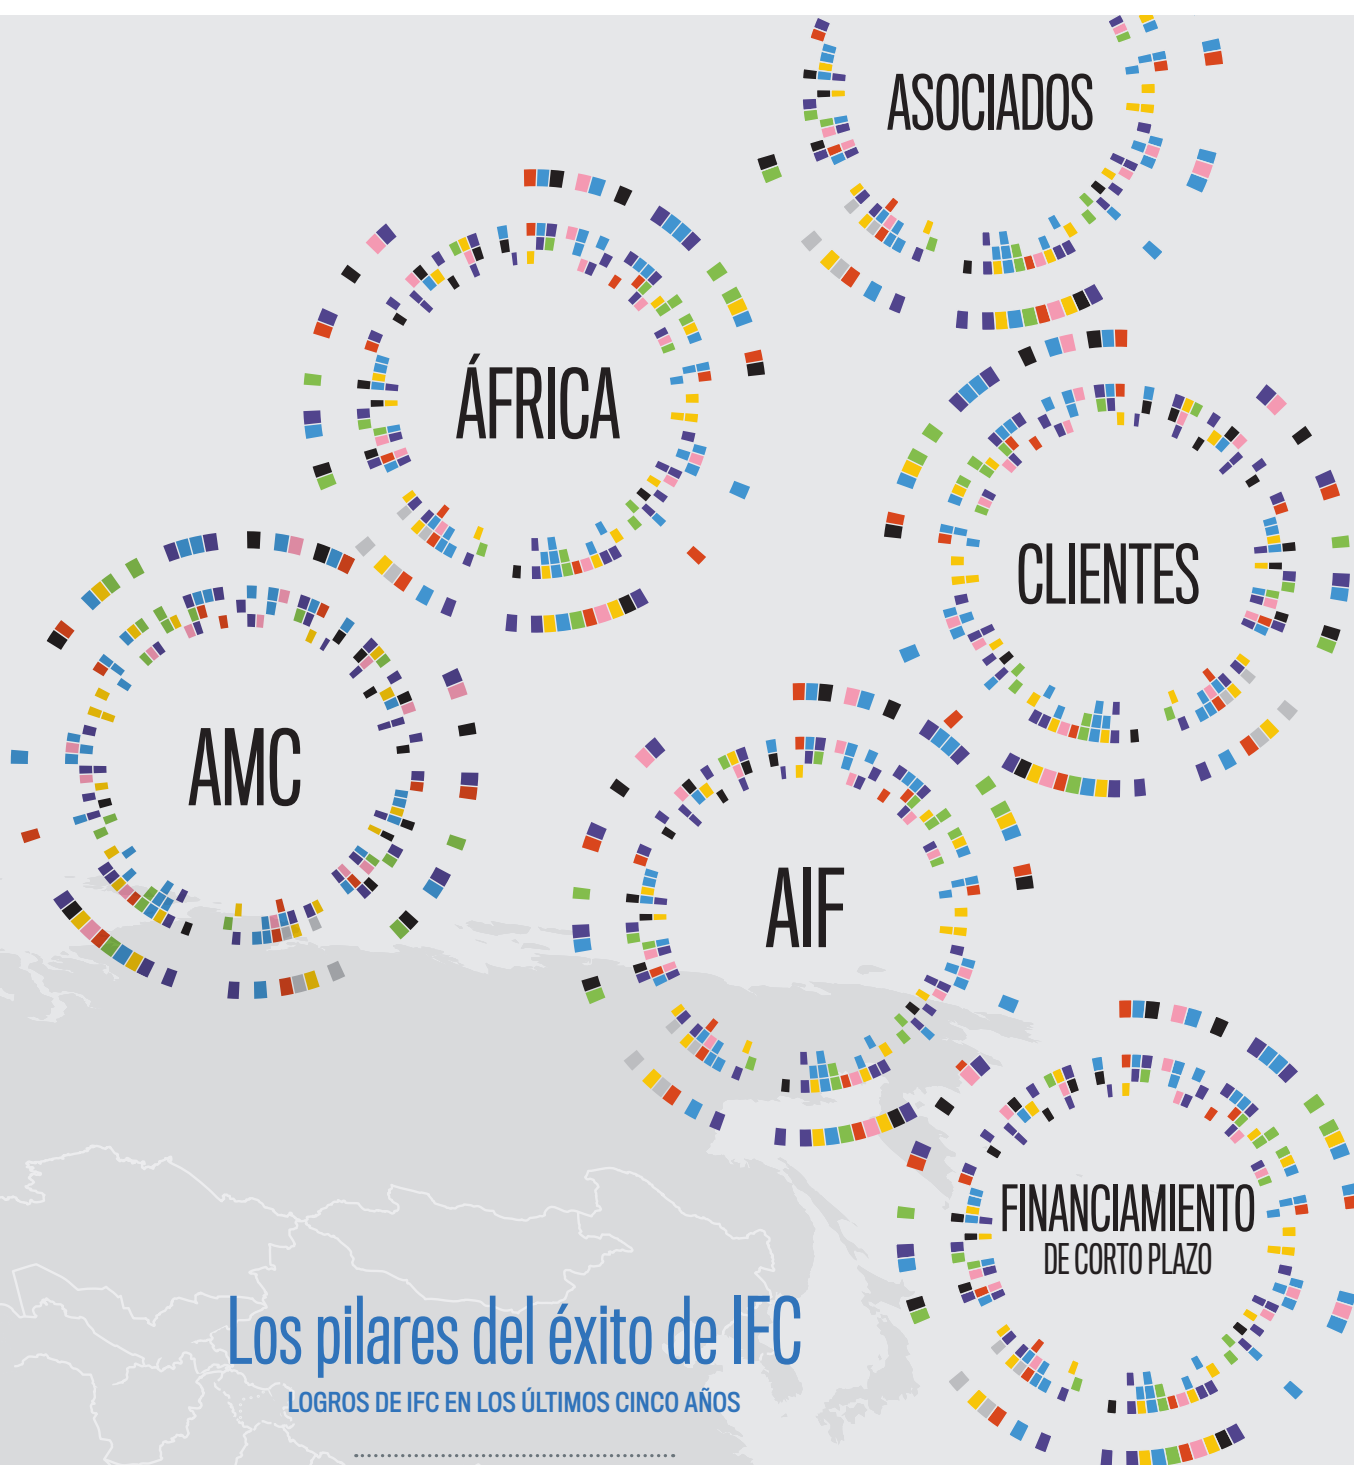 ASOCIADOS
ÁFRICA
CLIENTES
AMC
AIF
FINANCIAMIENTO
DE CORTO PLAZO
Los pilares del éxito de IFC
LOGROS DE IFC EN LOS ÚLTIMOS CINCO AÑOS